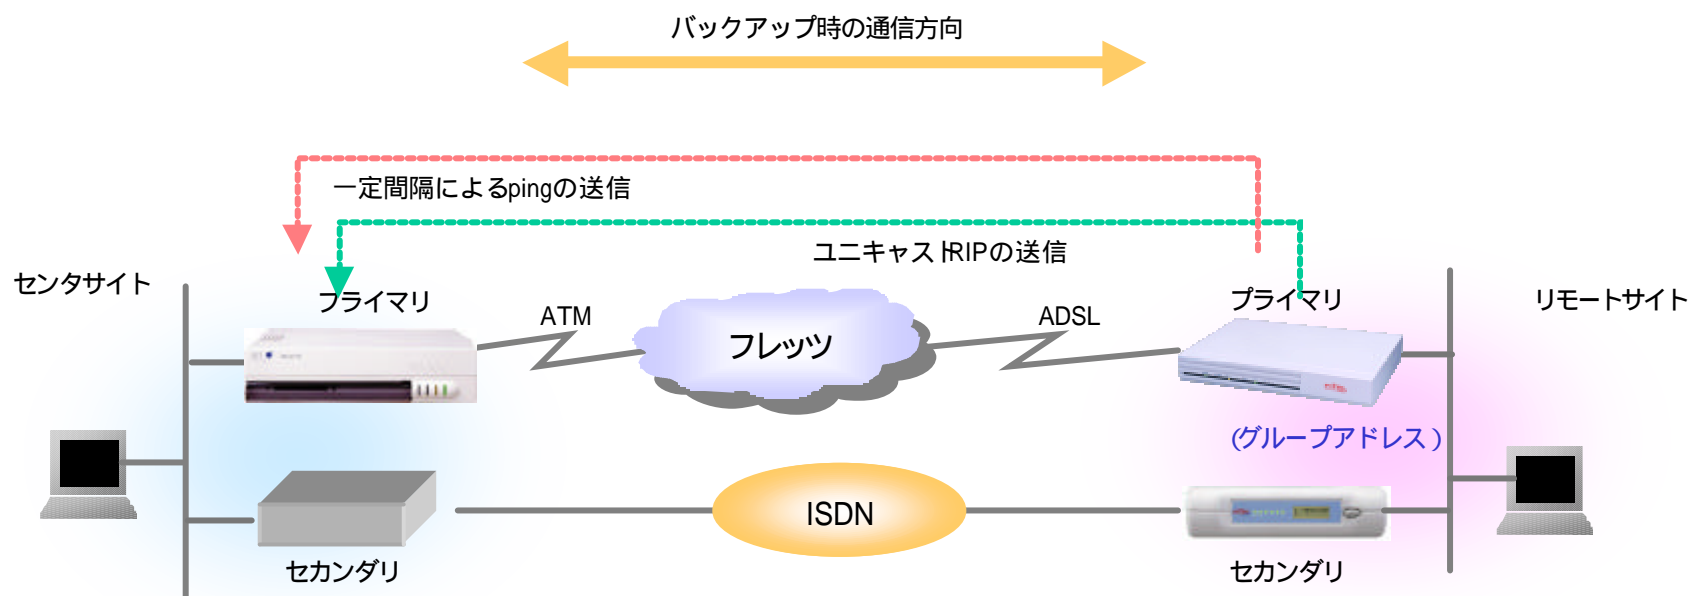 バックアップ時の通信方向
一定間隔によるpingの送信
ユニキャストRIPの送信
センタサイト
プライマリ
ATM
フレッツ
ADSL
プライマリ
リモートサイト
(グループアドレス)
ISDN
セカンダリ
セカンダリ